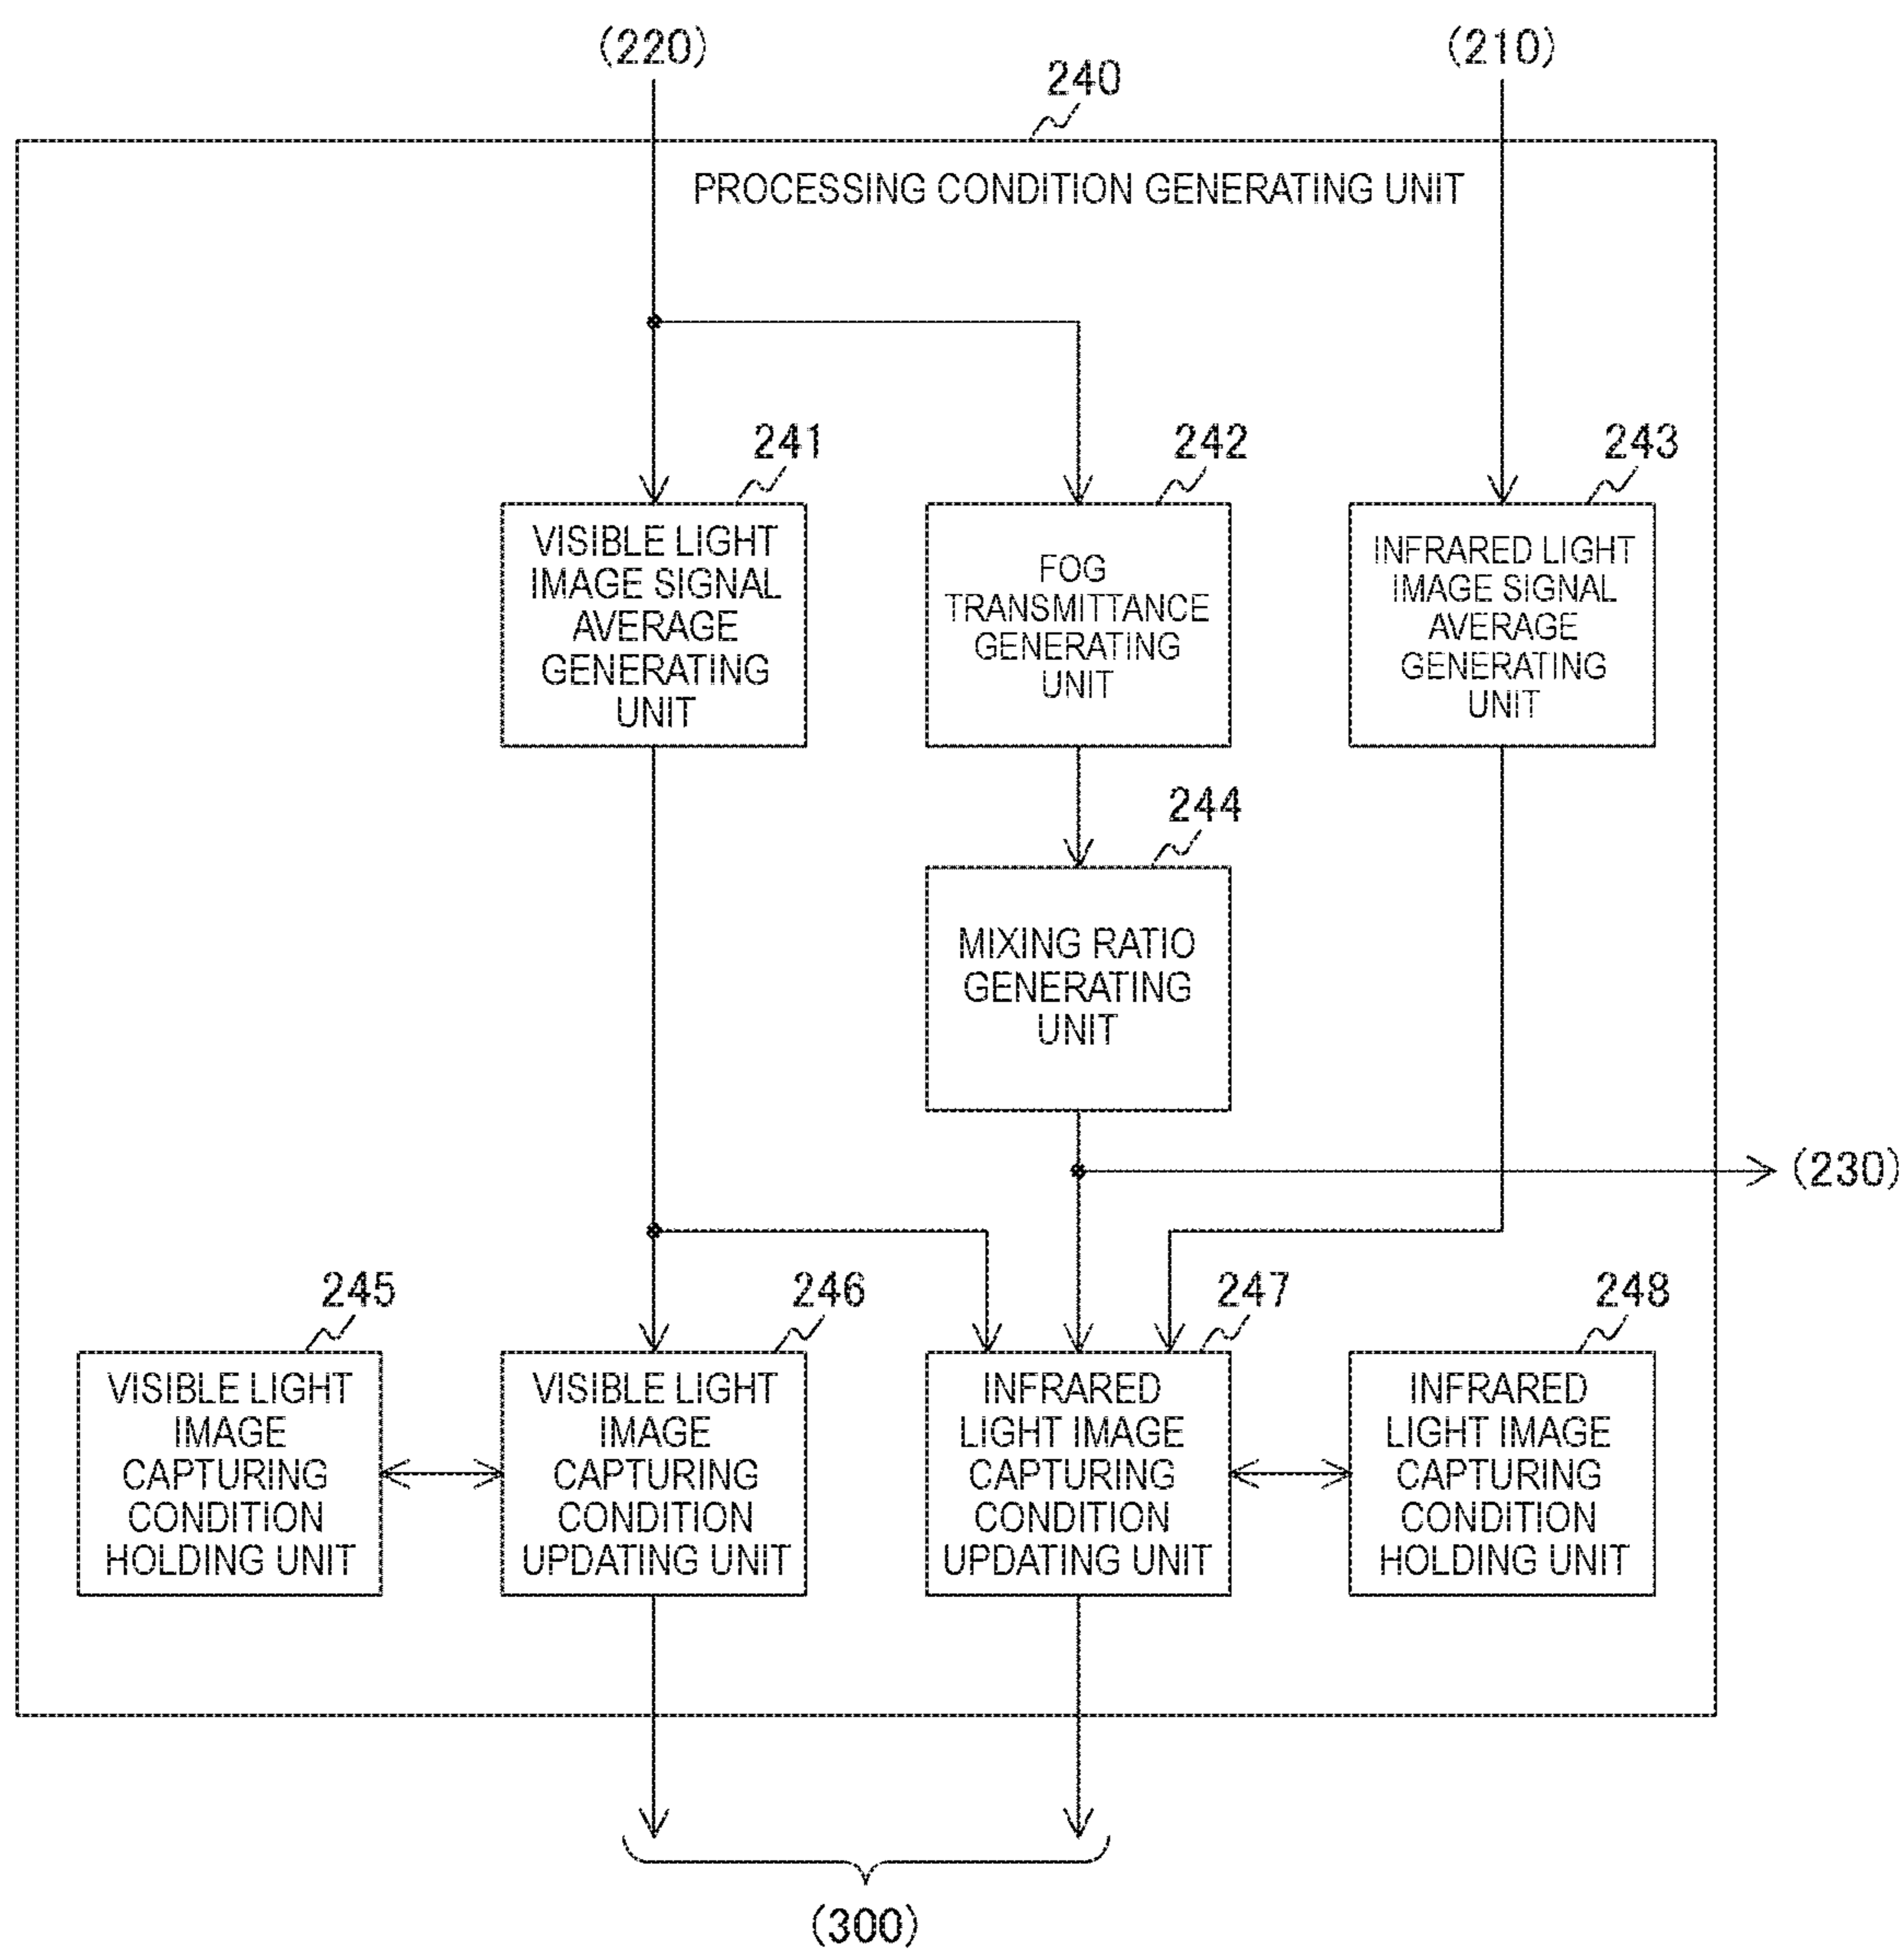 (220)
(210)
240
PROCESSING CONDITION GENERATING UNIT
241
242
243
VISIBLE LIGHT
IMAGE SIGNAL
AVERAGE
GENERATING
UNIT
FOG
TRANSMITTANCE
GENERATING
UNIT
INFRARED LIGHT
IMAGE SIGNAL
AVERAGE
GENERATING
UNIT
244
MIXING RATIO
GENERATING
UNIT
(230)
245
246
247
248
VISIBLE LIGHT
IMAGE
CAPTURING
CONDITION
HOLDING UNIT
VISIBLE LIGHT
IMAGE
CAPTURING
CONDITION
UPDATING UNIT
INFRARED
LIGHT IMAGE
CAPTURING
CONDITION
UPDATING UNIT
INFRARED
LIGHT IMAGE
CAPTURING
CONDITION
HOLDING UNIT
(300)